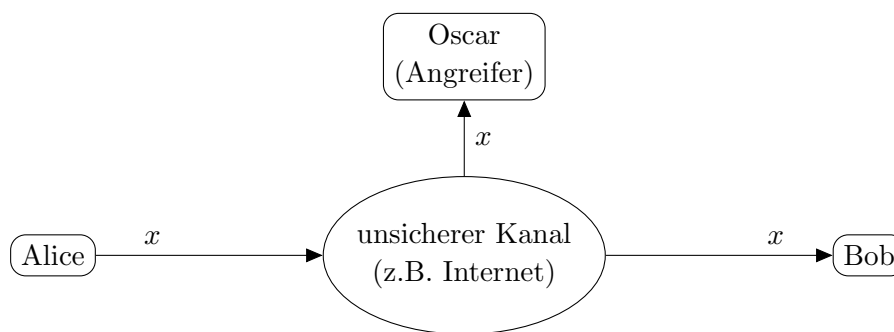 Oscar
(Angreifer)
x
Alice
x
unsicherer Kanal
(z.B. Internet)
x
Bob